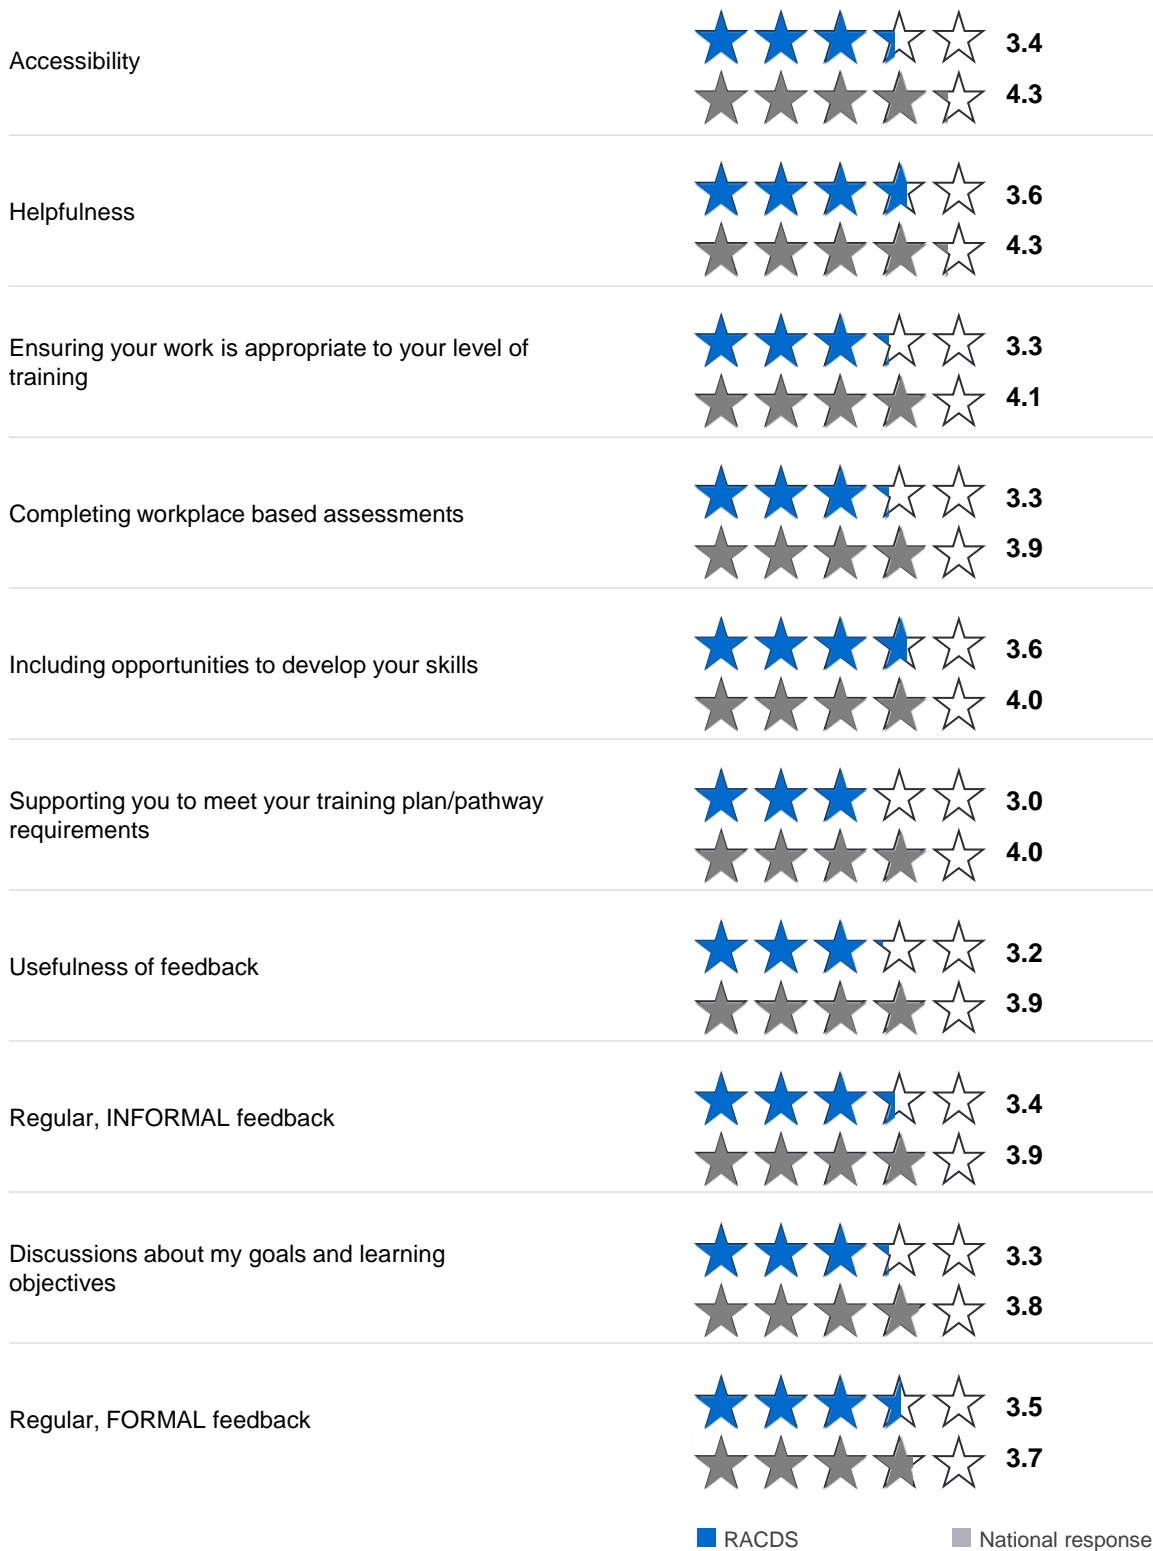 Accessibility
3.4
4.3
Helpfulness
3.6
4.3
Ensuring your work is appropriate to your level of
training
3.3
4.1
Completing workplace based assessments
3.3
3.9
Including opportunities to develop your skills
3.6
4.0
Supporting you to meet your training plan/pathway
requirements
3.0
4.0
Usefulness of feedback
3.2
3.9
Regular, INFORMAL feedback
3.4
3.9
Discussions about my goals and learning
objectives
3.3
3.8
Regular, FORMAL feedback
3.5
3.7
RACDS National response